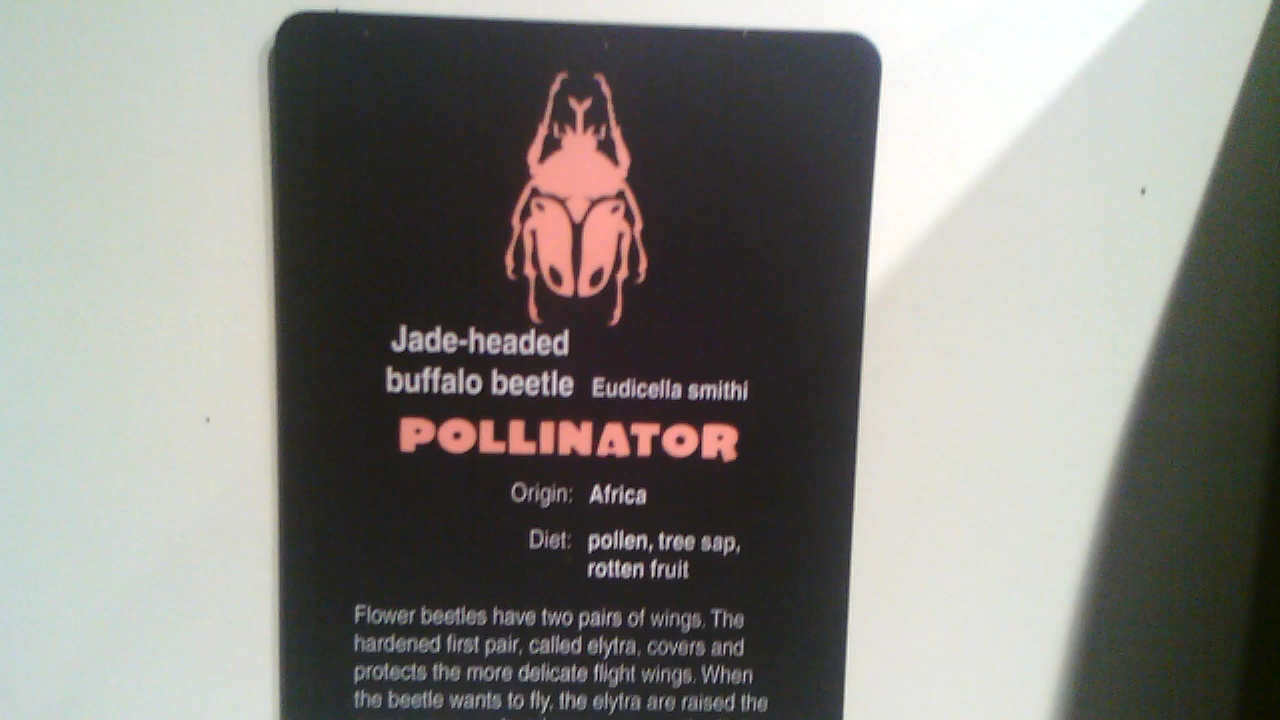 Jade-headed
buffalo beetle Eudicella smithi
POLLINATOR
Origin: Africa
Diet: pollen, tree sap,
rotten fruit
Flower beetles have two pairs of wings. The
hardened first pair, called elytra, covers and
protects the more delicate flight wings. When
the beetle wants to fly, the elytra are raised the